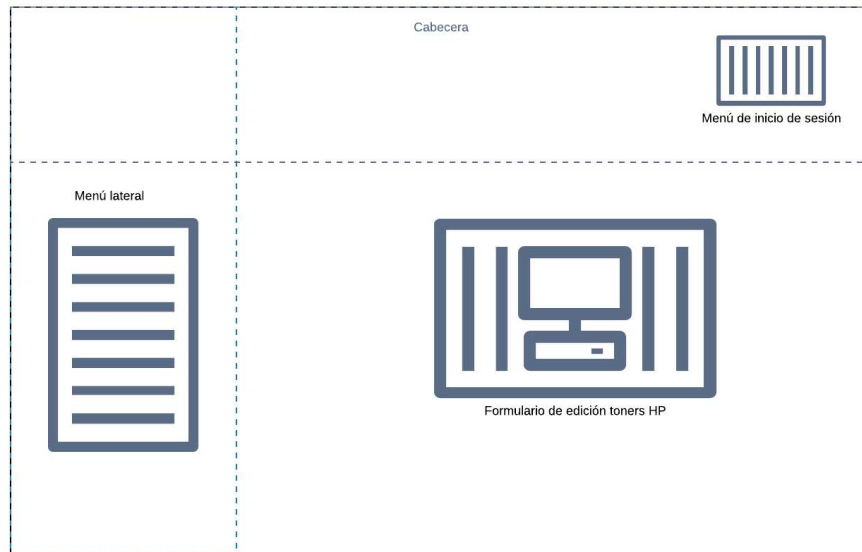 Cabecera
Menú de inicio de sesión
Menú lateral
Formulario de edición toners HP